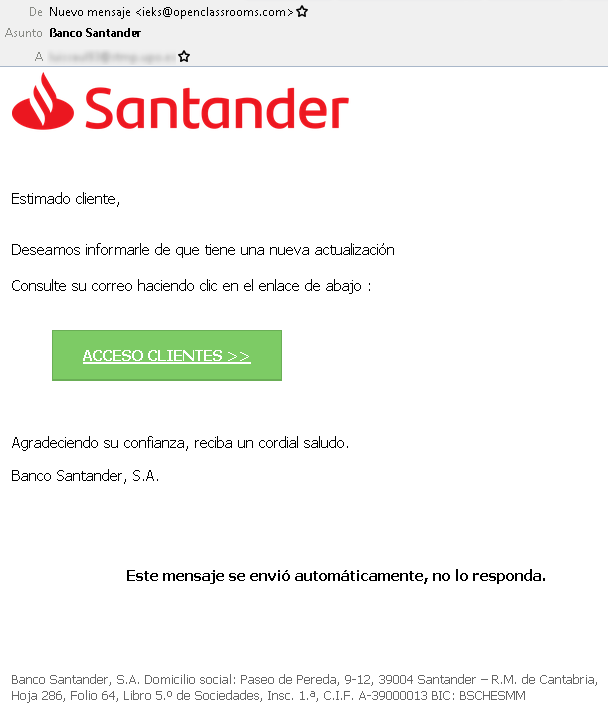 De Nuevo mensaje <ieks@openclassrooms.com>
Asunto ßanco Santander
A
Santander
Estimado cliente,
Deseamos informarle de que tiene una nueva actualización
Consulte su correo haciendo clic en el enlace de abajo :
ACCESO CLIENTES >>
Agradeciendo su confianza, reciba un cordial saludo.
Banco Santander, S.A.
Este mensaje se envió automáticamente, no lo responda.
Banco Santander, S.A. Domicilio social: Paseo de Pereda, 9-12, 39004 Santander – R.M. de Cantabria,
Hoja 286, Folio 64, Libro 5.º de Sociedades, Insc. 1.ª, C.I.F. A-39000013 BIC: BSCHESMM